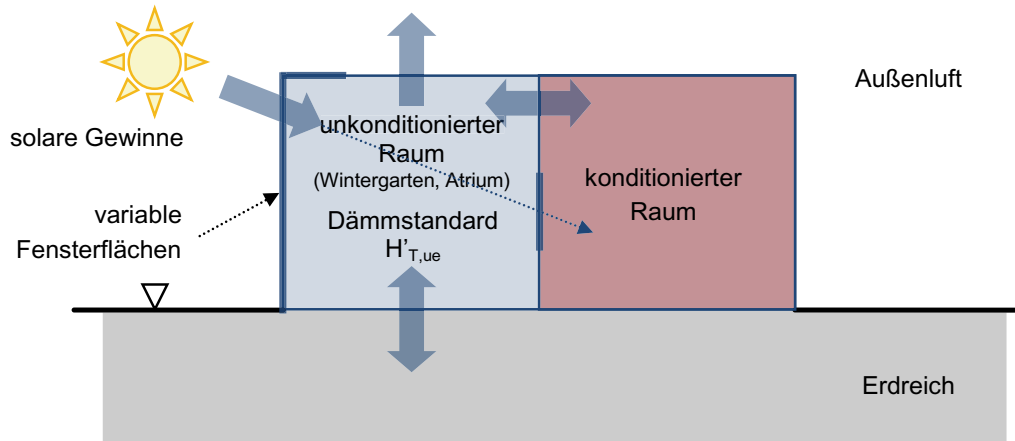 Außenluft
solare Gewinne
unkonditionierter
Raum
(Wintergarten, Atrium)
konditionierter
Raum
variable
Fensterflächen
Dämmstandard
H'T,ue
Erdreich